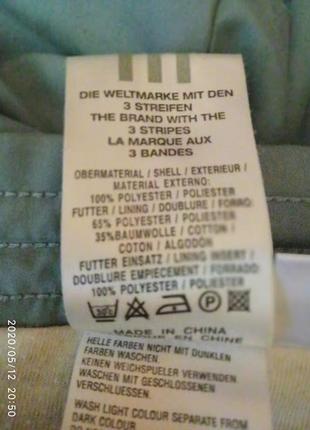 DIE WELTMARKE MIT DEN
3 STREIFEN
THE BRAND WITH THE
3 STRIPES
LA MARQUE AUX
3 BANDES
OBERMATERIAL / SHELL / EXTERIEUR /
MATERIAL EXTERNO:
100% POLYESTER / POLIESTER
FUTTER / LINING / DOUBLURE / FORRO:
65% POLYESTER / POLIESTER
35%BAUMWOLLE / COTTON /
COTON / ALGODÓN
FUTTER EINSATZ / LINING INSERT /
DOUBLURE EMPIECEMENT / FORRADO:
100% POLYESTER / POLIESTER
MADE IN CHINA
EN CHINE
HELLE FARBEN NICHT MIT DUNKLEN
FARBEN WASCHEN.
KEINEN WEICHSPUELER VERWENDEN
WASCHEN MIT GESCHLOSSENEN
VERSCHLUESSEN.
WASH LIGHT COLOUR SEPARATE FROM
DARK COLOUR
2020/05/12 20:50